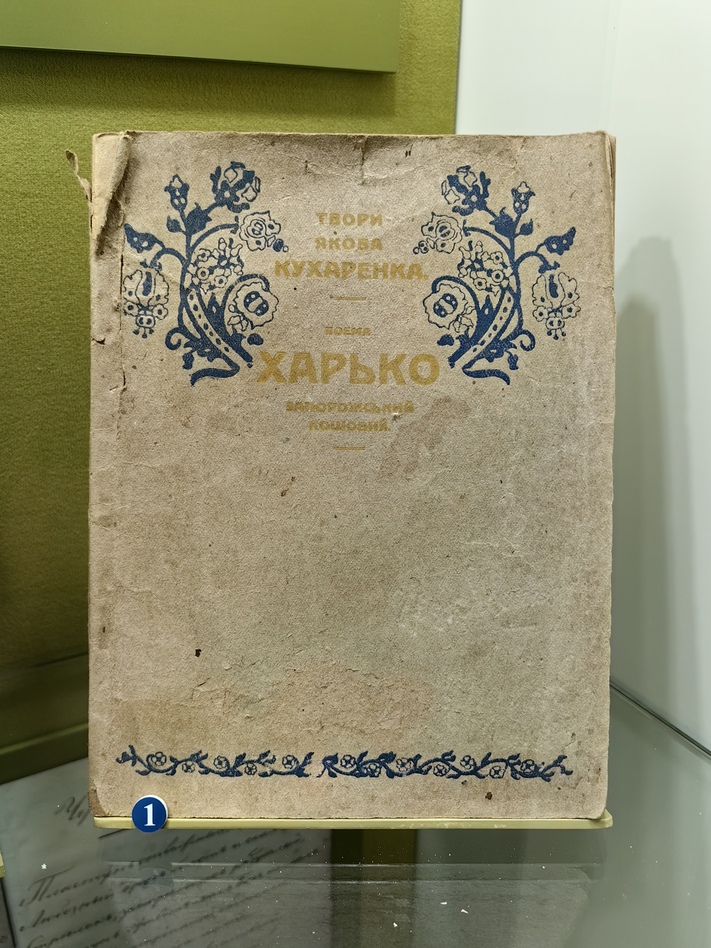 ТВОРИ
ЯКОВА
КУХАРЕНКА.
ПОЕМА
ХАРЬКО
ЗАПОРОЖСЬКИЙ
КОШОВИЙ.
1